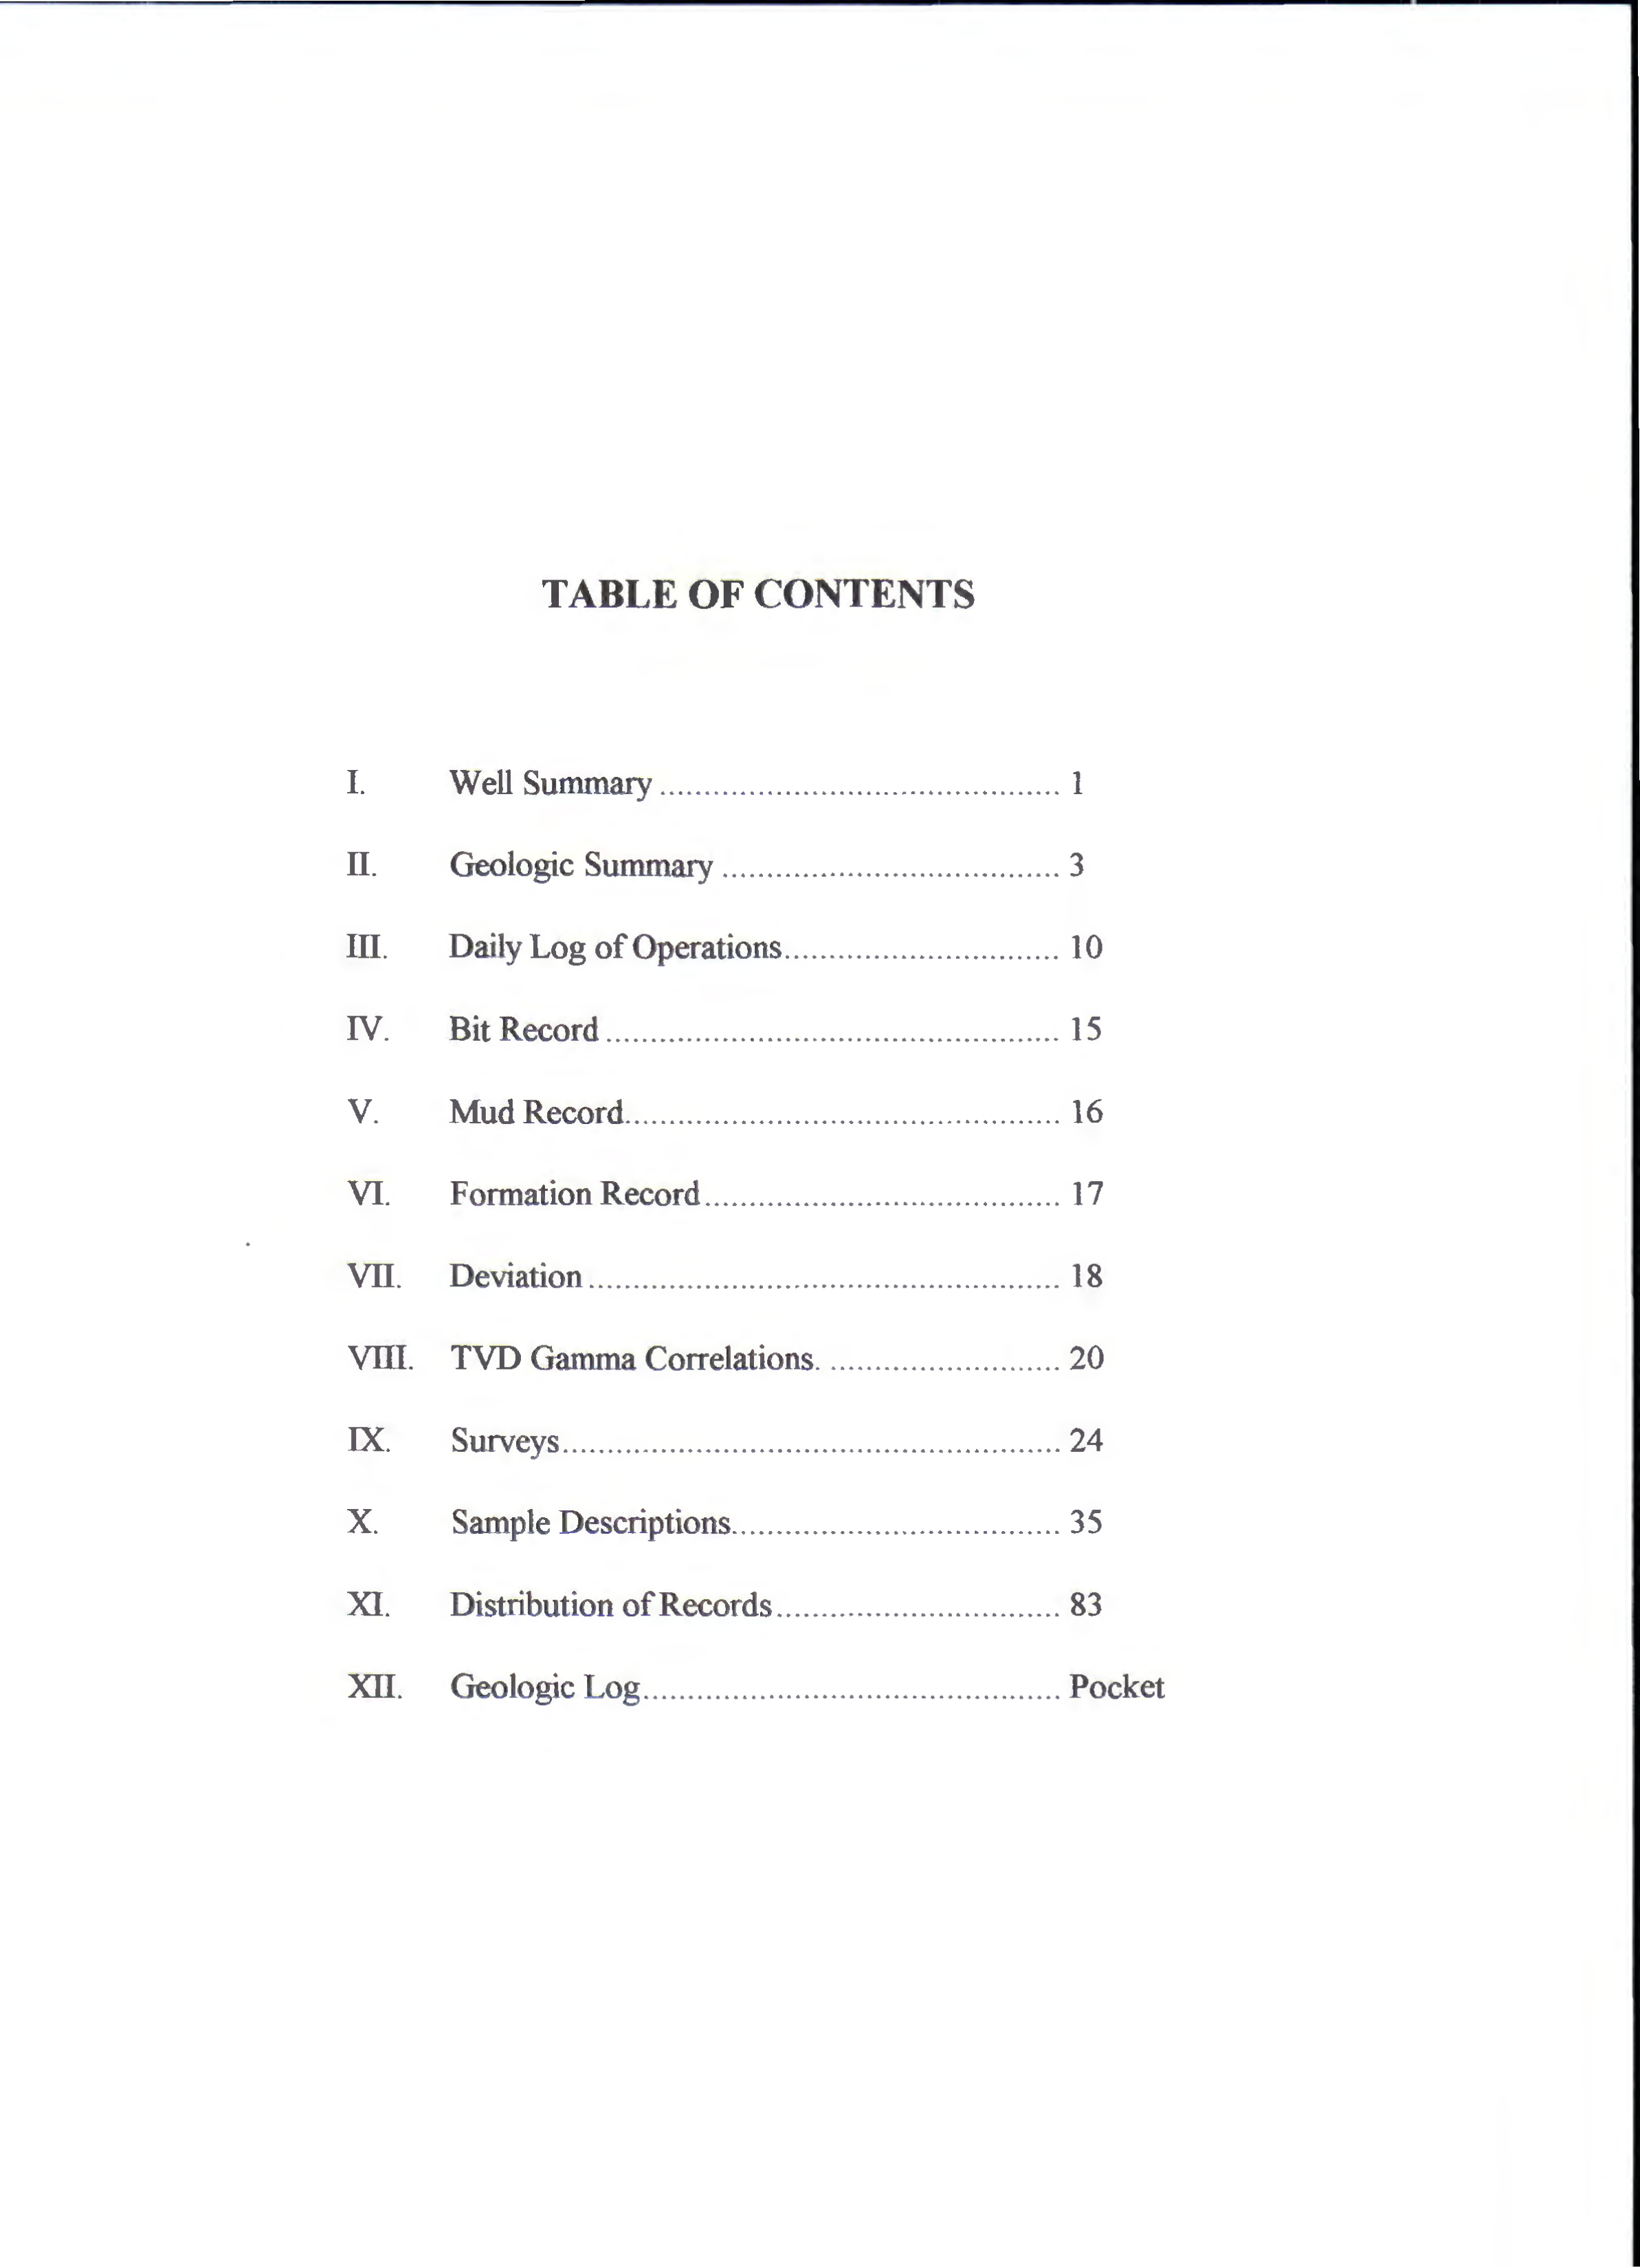 TABLE OF CONTENTS
I. Well Summary ............................................. 1
II. Geologic Summary ...................................... 3
III. Daily Log of Operations............................... 10
IV. Bit Record ................................................... 15
V. Mud Record................................................. 16
VI. Formation Record........................................ 17
VII. Deviation ..................................................... 18
VIII. TVD Gamma Correlations. .......................... 20
IX. Surveys........................................................ 24
X. Sample Descriptions..................................... 35
XI. Distribution of Records................................ 83
XII. Geologic Log............................................... Pocket